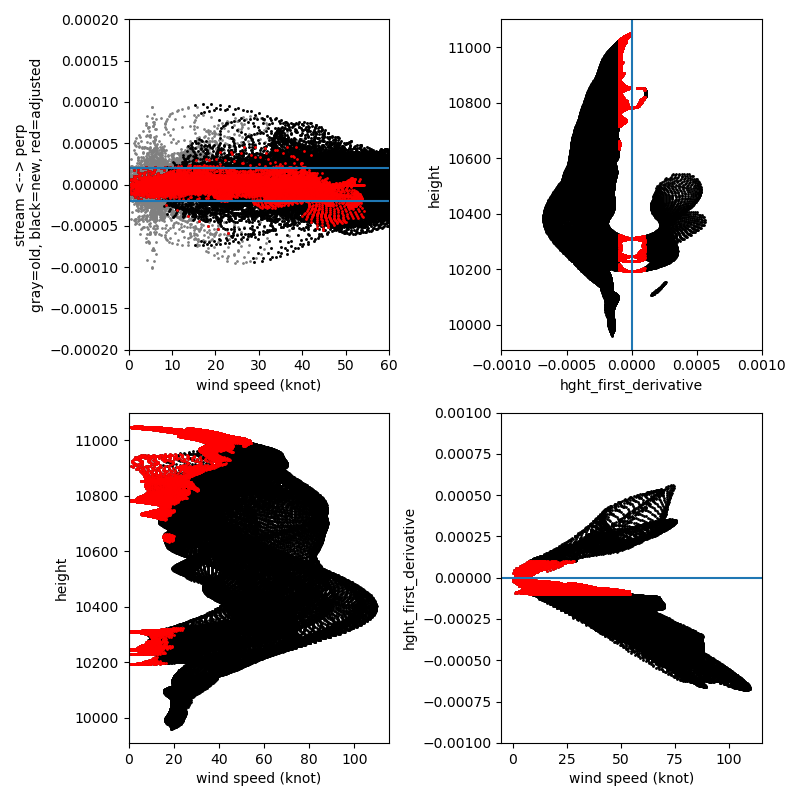 0.00020
0.00015
0.00010
0.00005
0.00000
−0.00005
−0.00010
−0.00015
−0.00020
stream <--> perp
gray=old, black=new, red=adjusted
0 10 20 30 40 50 60
wind speed (knot)
11000
10800
10600
10400
10200
10000
height
−0.0010 −0.0005 0.0000 0.0005 0.0010
hght_first_derivative
11000
10800
10600
10400
10200
10000
height
0 20 40 60 80 100
wind speed (knot)
0.00100
0.00075
0.00050
0.00025
0.00000
−0.00025
−0.00050
−0.00075
−0.00100
hght_first_derivative
0 25 50 75 100
wind speed (knot)